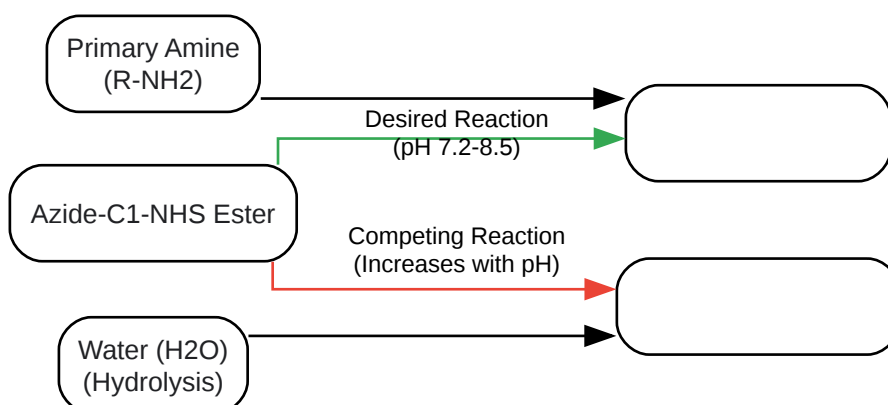 Primary Amine
(R-NH2)
Desired Reaction
(pH 7.2-8.5)
Azide-C1-NHS Ester
Competing Reaction
(Increases with pH)
Water (H2O)
(Hydrolysis)